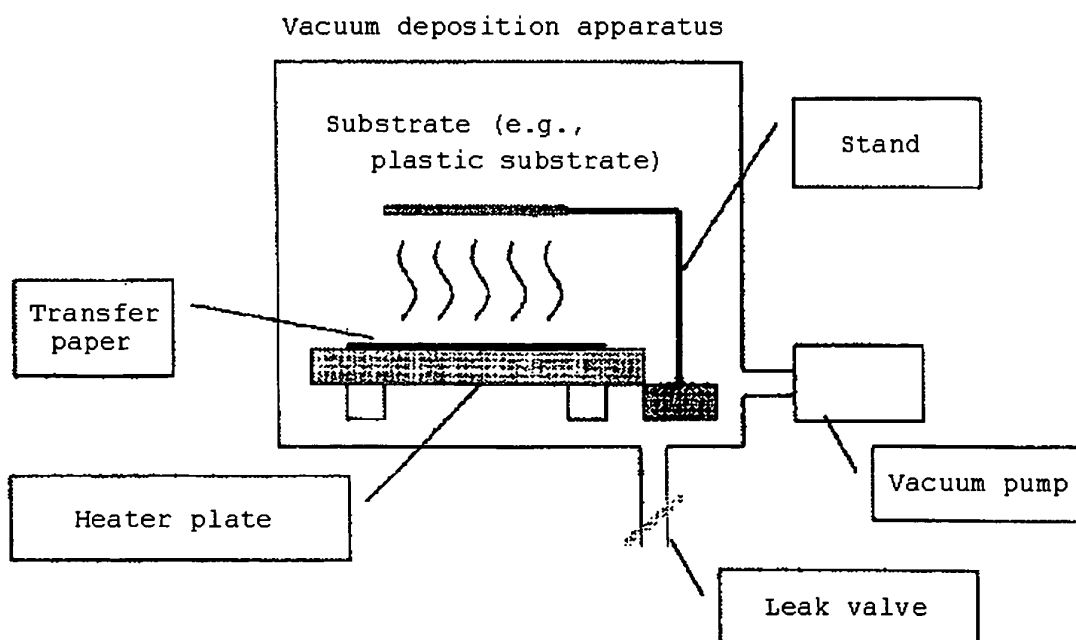 Vacuum deposition apparatus
Substrate (e.g.,
plastic substrate)
Stand
Transfer
paper
Heater plate
Vacuum pump
Leak valve